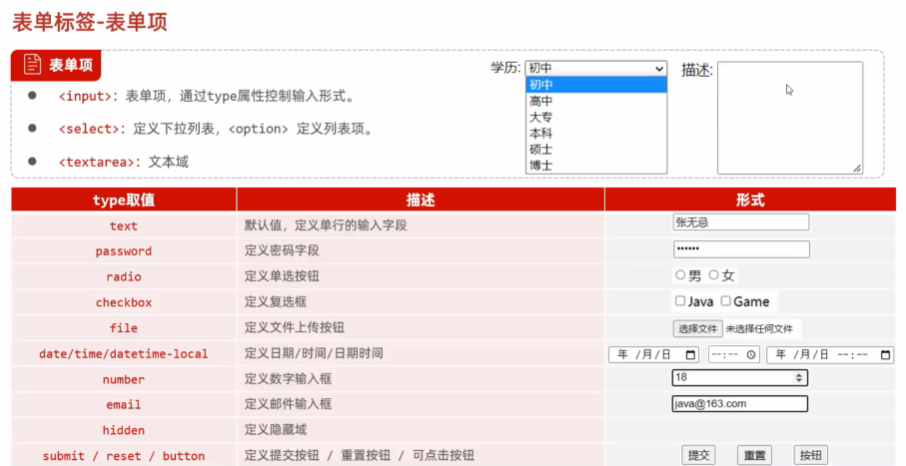 表单标签-表单项
表单项
<input>：表单项，通过type属性控制输入形式。
<select>：定义下拉列表，<option> 定义列表项。
<textarea>：文本域
学历: 初中
初中
高中
大专
本科
硕士
博士
描述:
type取值 描述 形式
text 默认值，定义单行的输入字段 张无忌
password 定义密码字段 ••••••
radio 定义单选按钮 男 女
checkbox 定义复选框 Java Game
file 定义文件上传按钮 选择文件 未选择任何文件
date/time/datetime-local 定义日期/时间/日期时间 年 /月/日 --:-- 年 /月/日 --:--
number 定义数字输入框 18
email 定义邮件输入框 java@163.com
hidden 定义隐藏域
submit / reset / button 定义提交按钮 / 重置按钮 / 可点击按钮 提交 重置 按钮